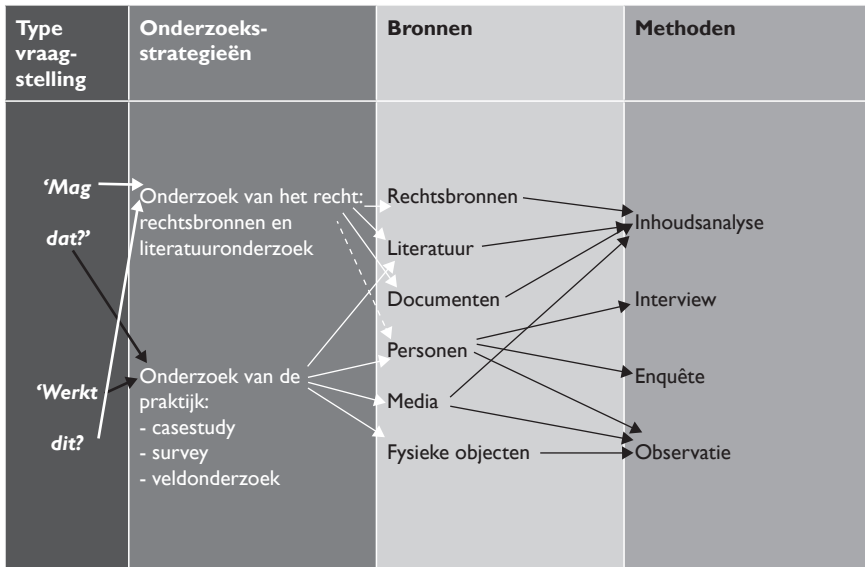 Type
vraag-
stelling
Onderzoeks-
strategieën
Bronnen
Methoden
‘Mag
dat?’
‘Werkt
dit?
Onderzoek van het recht:
rechtsbronnen en
literatuuronderzoek
Onderzoek van de
praktijk:
- casestudy
- survey
- veldonderzoek
Rechtsbronnen
Literatuur
Documenten
Personen
Media
Fysieke objecten
Inhoudsanalyse
Interview
Enquête
Observatie